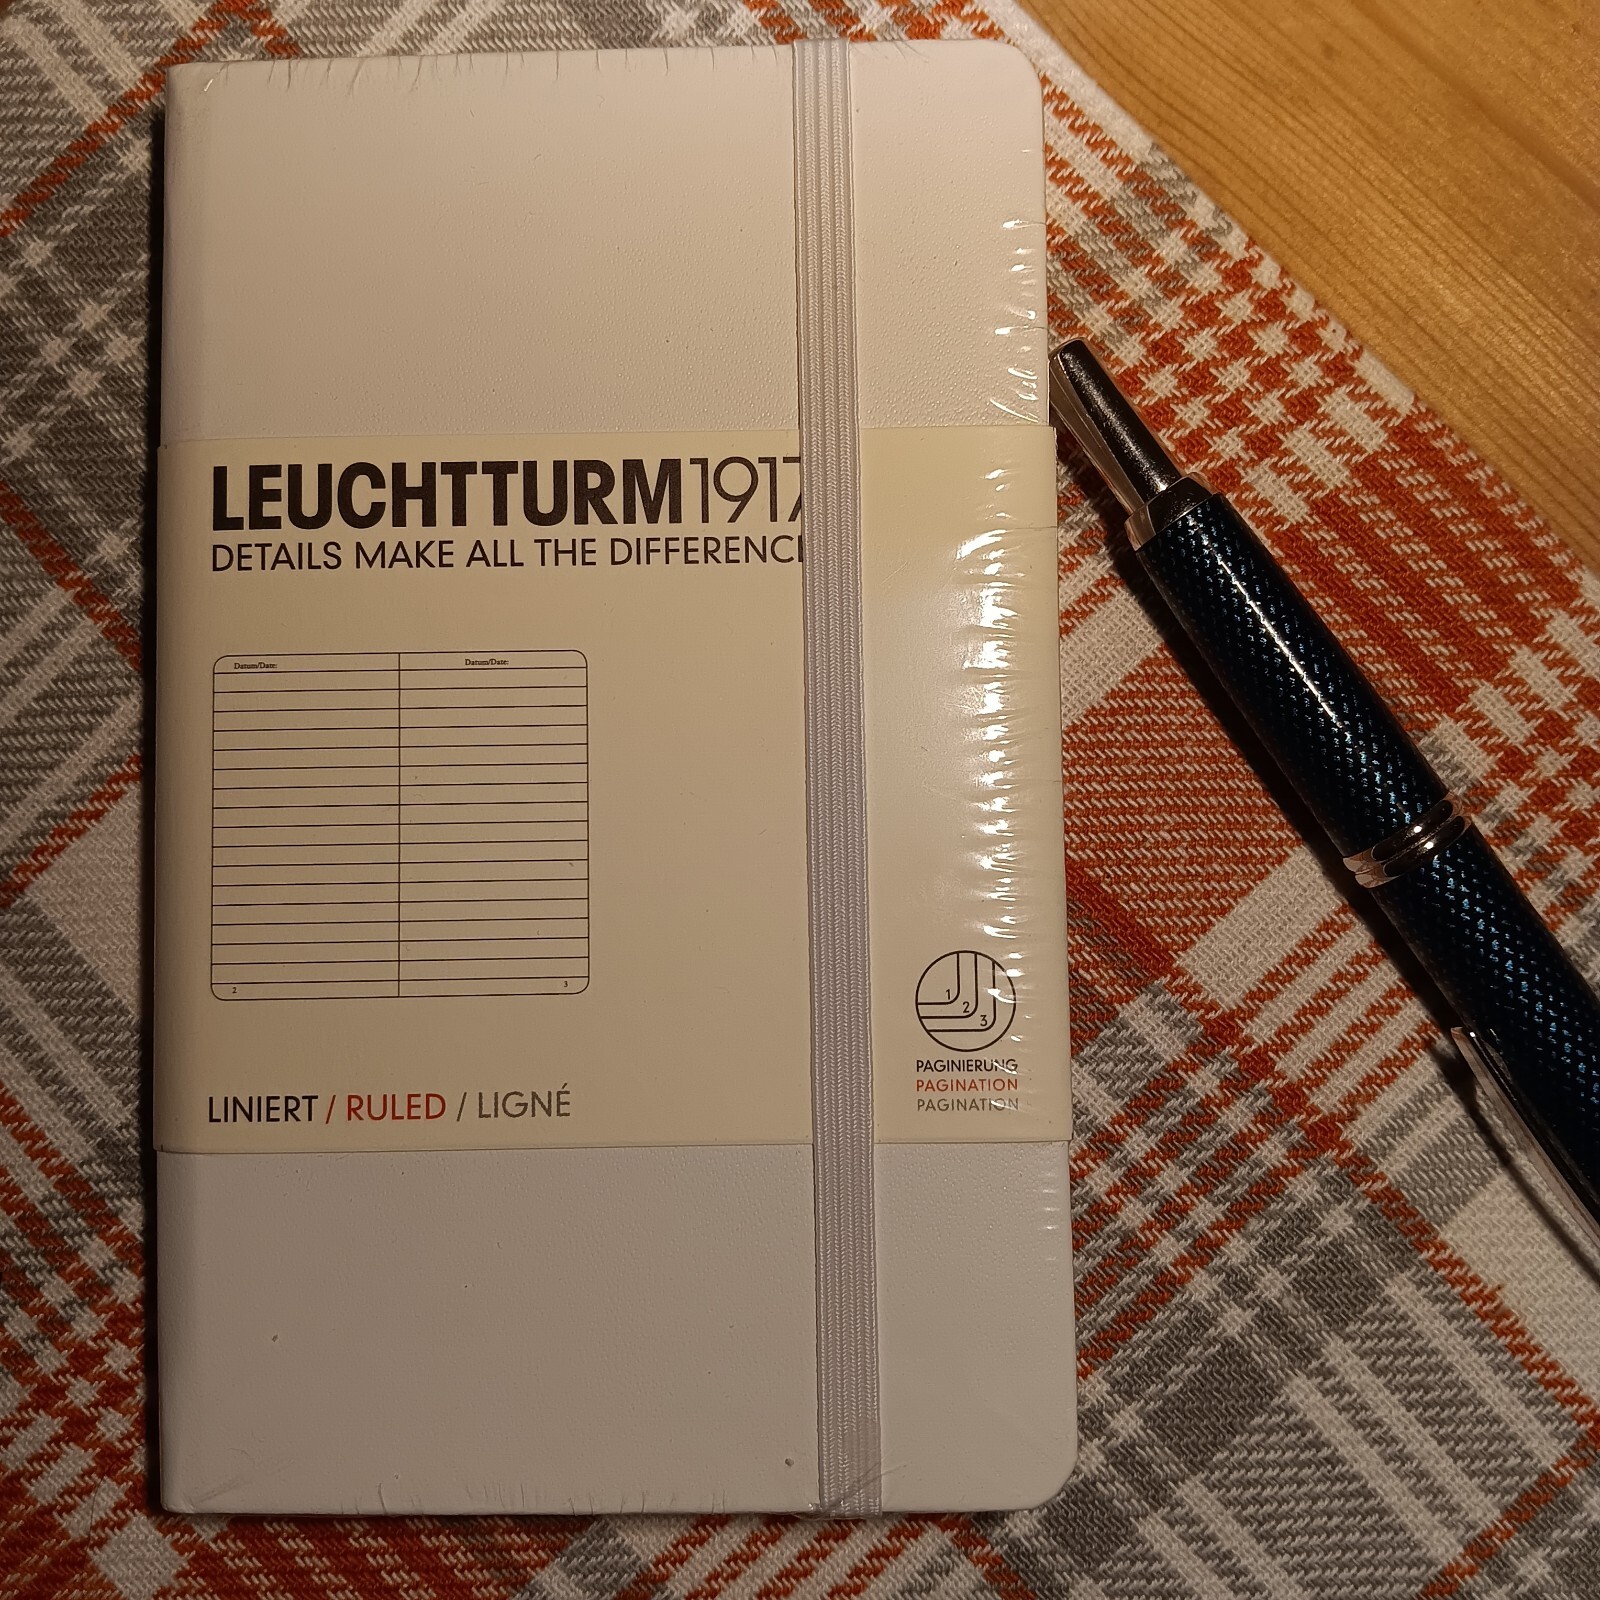 LEUCHTTURM1917
DETAILS MAKE ALL THE DIFFERENCE
Datum/Date: Datum/Date:
2 3
1
2
3
PAGINIERUNG
PAGINATION
PAGINATION
LINIERT / RULED / LIGNÉ